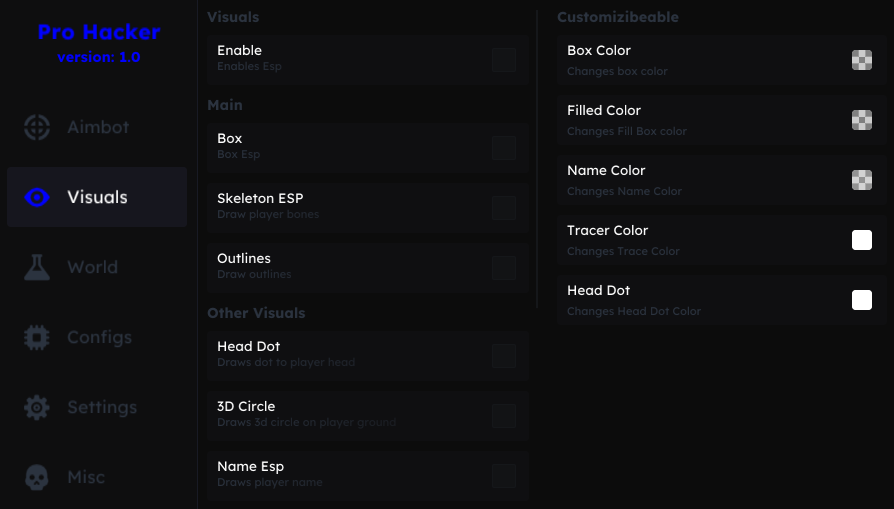 Pro Hacker
version: 1.0
Aimbot
Visuals
World
Configs
Settings
Misc
Visuals
Enable
Enables Esp
Main
Box
Box Esp
Skeleton ESP
Draw player bones
Outlines
Draw outlines
Other Visuals
Head Dot
Draws dot to player head
3D Circle
Draws 3d circle on player ground
Name Esp
Draws player name
Customizibeable
Box Color
Changes box color
Filled Color
Changes Fill Box color
Name Color
Changes Name Color
Tracer Color
Changes Trace Color
Head Dot
Changes Head Dot Color